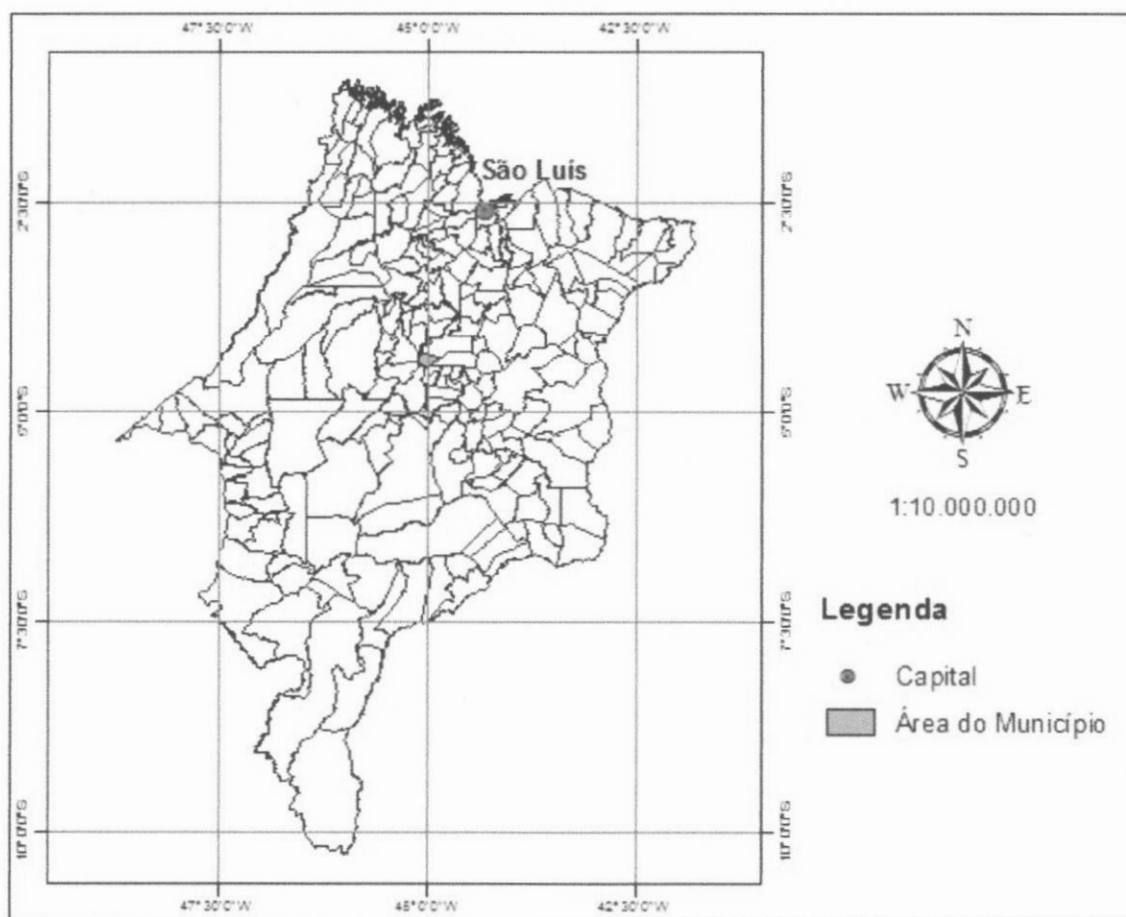 47°30'0"W 45°0'0"W 42°30'0"W
São Luís
2°30'0"S 2°30'0"S
5°0'0"S 5°0'0"S
7°30'0"S 7°30'0"S
10°0'0"S 10°0'0"S
47°30'0"W 45°0'0"W 42°30'0"W
N
W E
S
1:10.000.000
Legenda
Capital
Área do Município